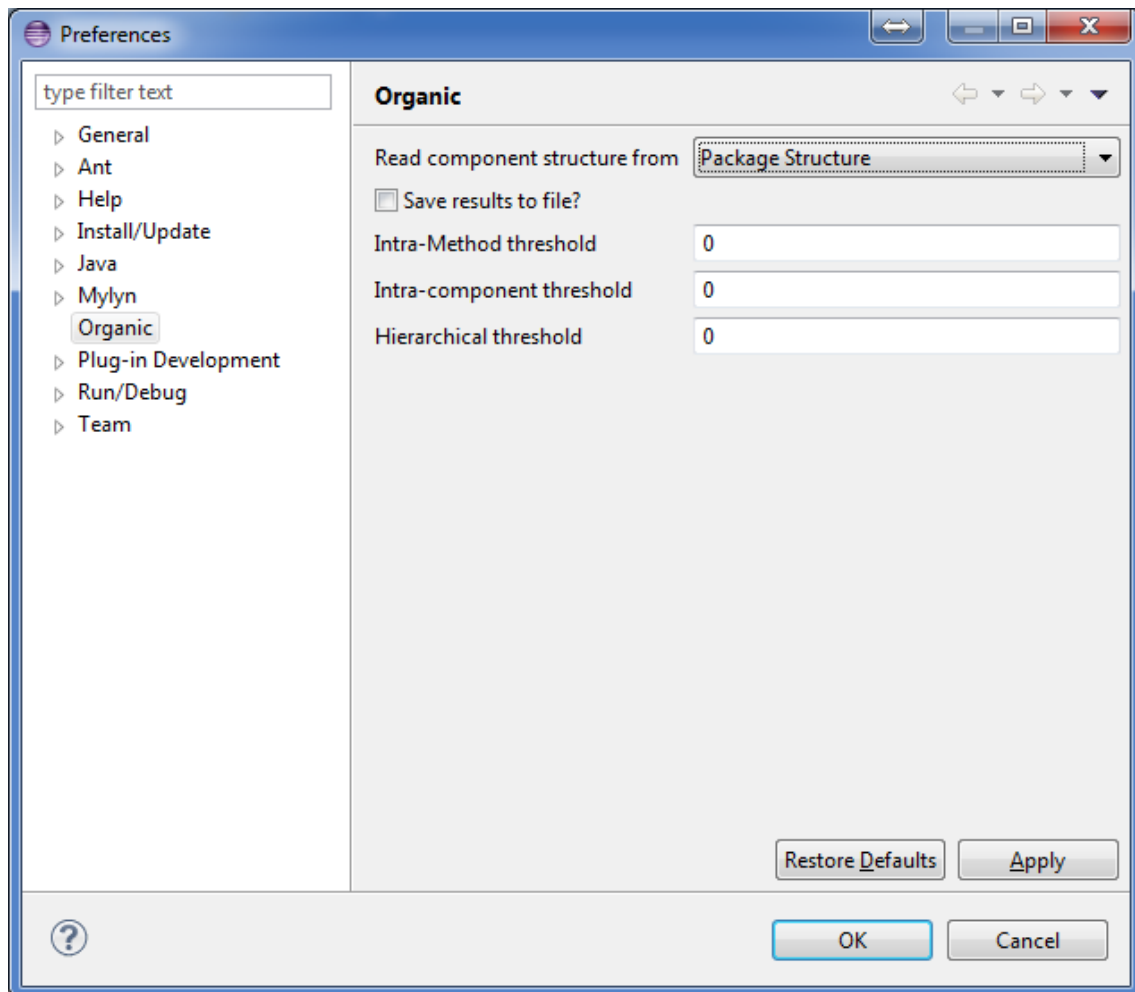 Preferences
type filter text
General
Ant
Help
Install/Update
Java
Mylyn
Organic
Plug-in Development
Run/Debug
Team
Organic
Read component structure from Package Structure
Save results to file?
Intra-Method threshold 0
Intra-component threshold 0
Hierarchical threshold 0
Restore Defaults Apply
? OK Cancel